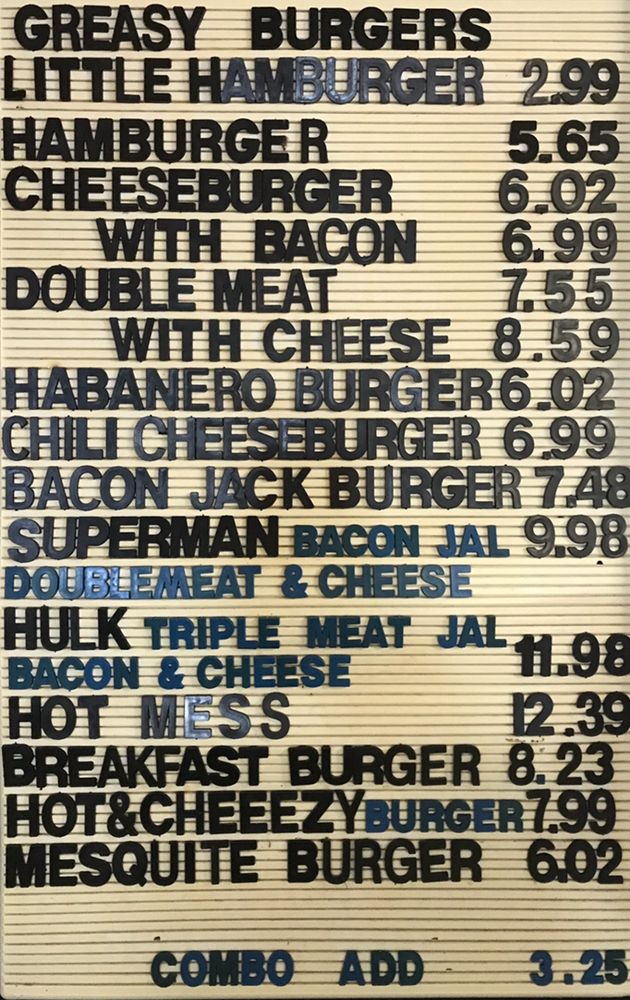 GREASY BURGERS
LITTLE HAMBURGER 2.99
HAMBURGER 5.65
CHEESEBURGER 6.02
WITH BACON 6.99
DOUBLE MEAT 7.55
WITH CHEESE 8.59
HABANERO BURGER 6.02
CHILI CHEESEBURGER 6.99
BACON JACK BURGER 7.48
SUPERMAN BACON JAL 9.98
DOUBLEMEAT & CHEESE
HULK TRIPLE MEAT JAL 11.98
BACON & CHEESE
HOT MESS 12.39
BREAKFAST BURGER 8.23
HOT&CHEEEZY BURGER 7.99
MESQUITE BURGER 6.02
COMBO ADD 3.25